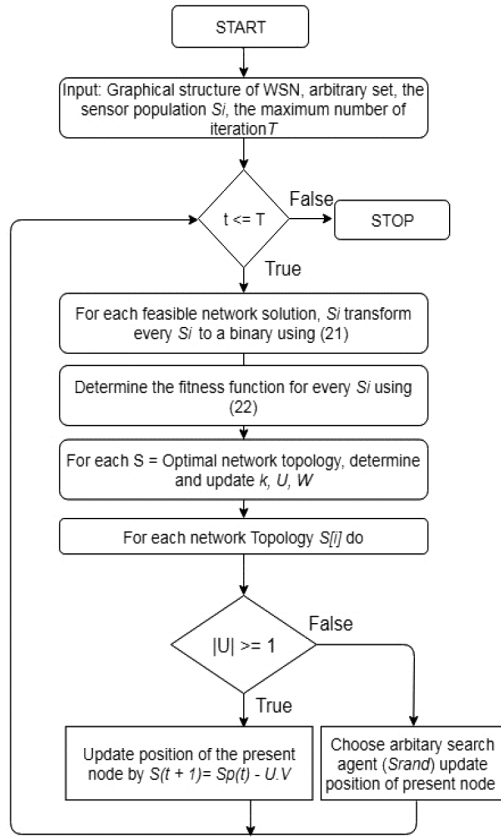 START
Input: Graphical structure of WSN, arbitrary set, the
sensor population Si, the maximum number of
iterationT
t <= T
False
STOP
True
For each feasible network solution, Si transform
every Si to a binary using (21)
Determine the fitness function for every Si using
(22)
For each S = Optimal network topology, determine
and update k, U, W
For each network Topology S[i] do
|U| >= 1
False
True
Update position of the present
node by S(t + 1)= Sp(t) - U.V
Choose arbitary search
agent (Srand) update
position of present node